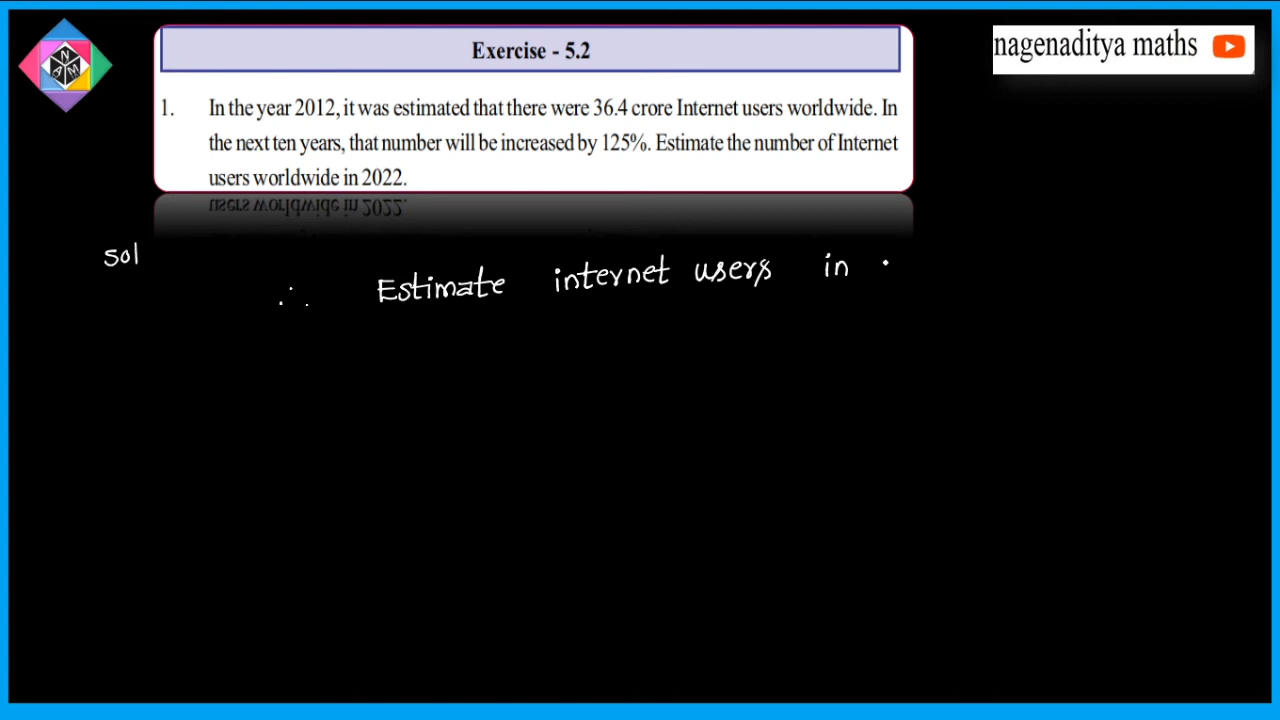 nagenaditya maths
Exercise - 5.2
1. In the year 2012, it was estimated that there were 36.4 crore Internet users worldwide. In
the next ten years, that number will be increased by 125%. Estimate the number of Internet
users worldwide in 2022.
sol
∴ Estimate internet users in
N
A M